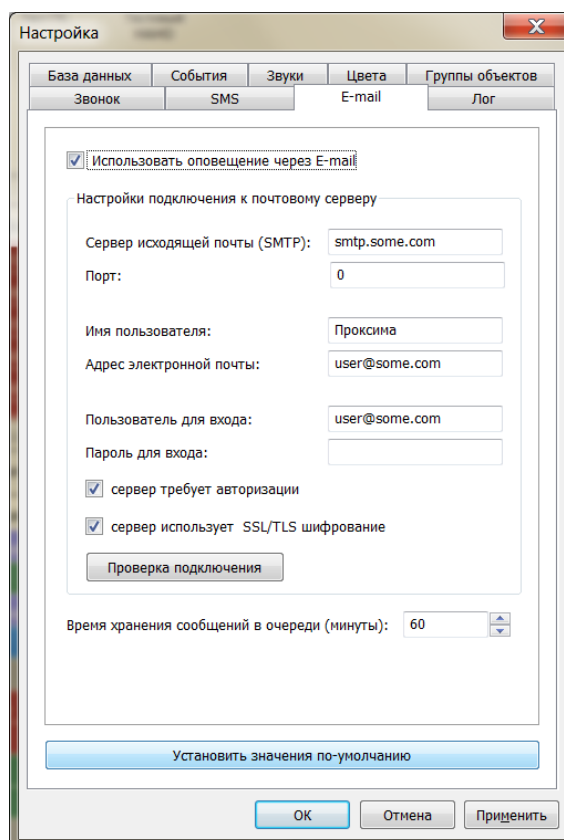 Настройка
База данных События Звуки Цвета Группы объектов
Звонок SMS E-mail Лог
Использовать оповещение через E-mail
Настройки подключения к почтовому серверу
Сервер исходящей почты (SMTP): smtp.some.com
Порт: 0
Имя пользователя: Проксима
Адрес электронной почты: user@some.com
Пользователь для входа: user@some.com
Пароль для входа:
сервер требует авторизации
сервер использует SSL/TLS шифрование
Проверка подключения
Время хранения сообщений в очереди (минуты): 60
Установить значения по-умолчанию
ОК Отмена Применить